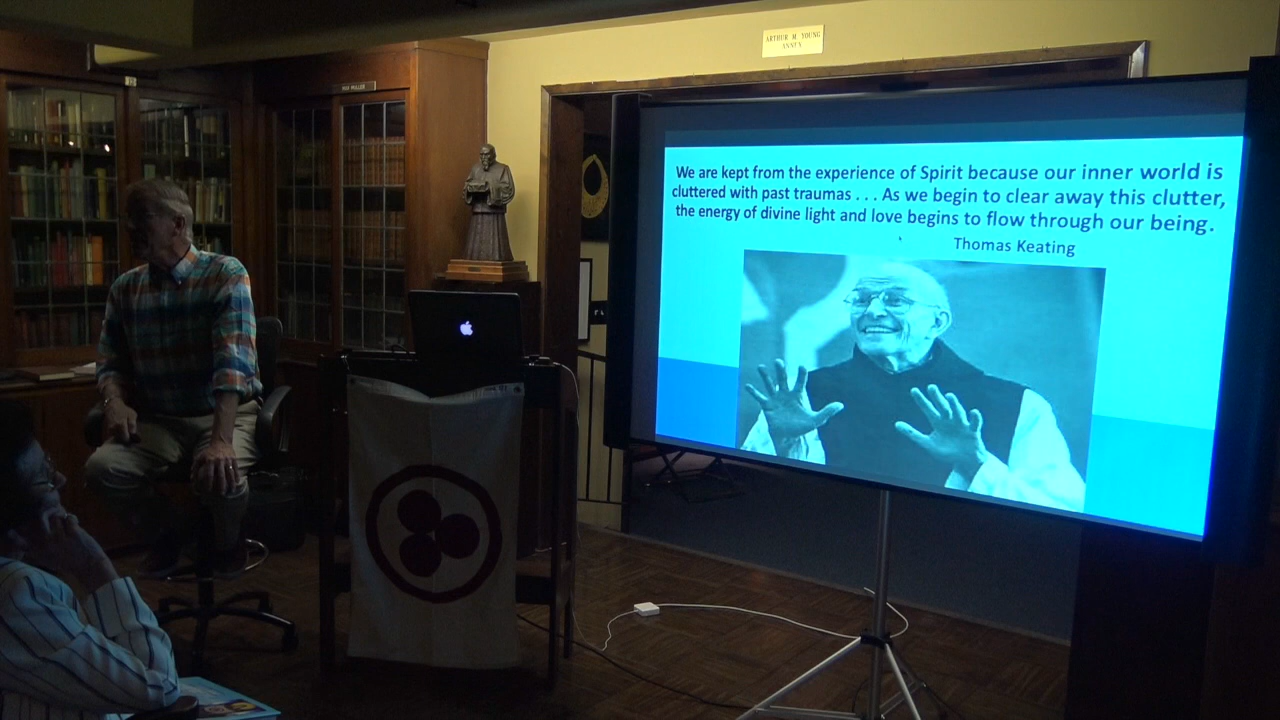 ARTHUR M. YOUNG
ANNEX
MAX MULLER
We are kept from the experience of Spirit because our inner world is
cluttered with past traumas . . . As we begin to clear away this clutter,
the energy of divine light and love begins to flow through our being.
Thomas Keating